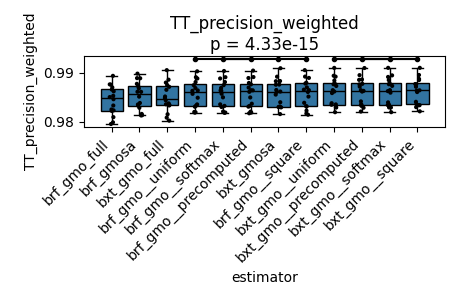 TT_precision_weighted
p = 4.33e-15
TT_precision_weighted
0.99
0.98
brf_gmo_full
brf_gmosa
bxt_gmo_full
brf_gmo__uniform
brf_gmo__softmax
brf_gmo__precomputed
bxt_gmosa
brf_gmo__square
bxt_gmo__uniform
bxt_gmo__precomputed
bxt_gmo__softmax
bxt_gmo__square
estimator